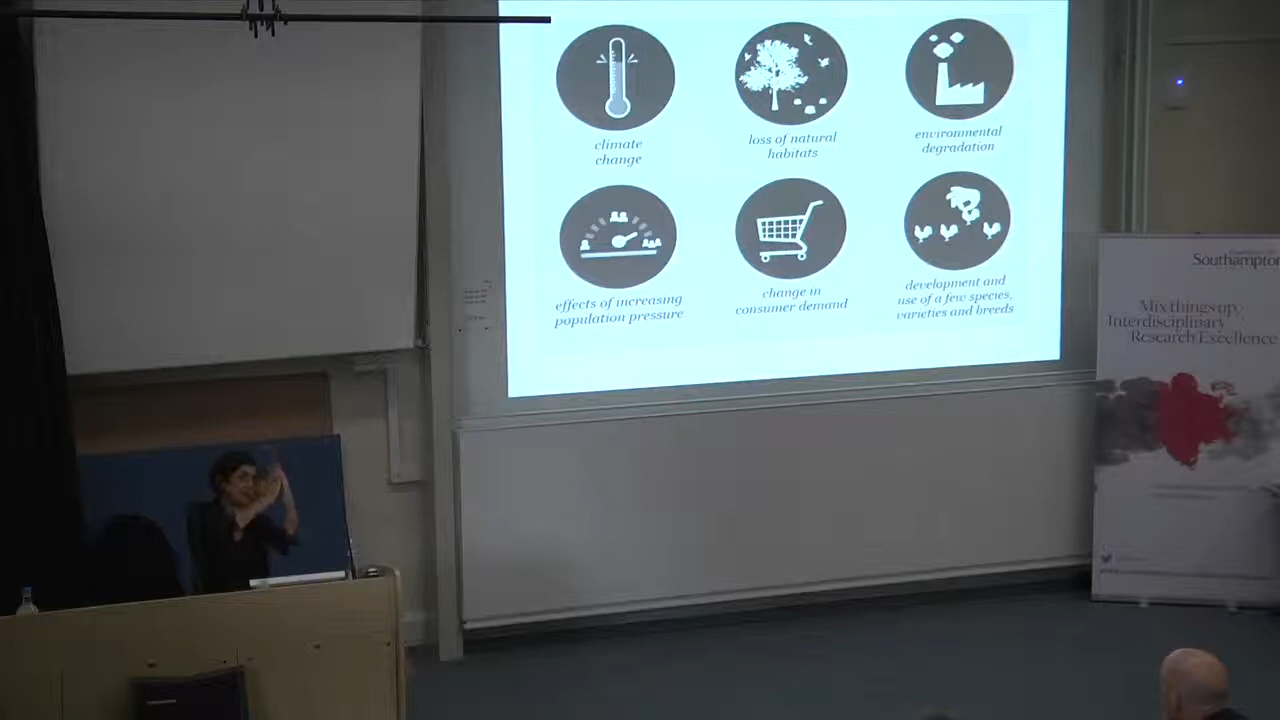 climate
change
loss of natural
habitats
environmental
degradation
effects of increasing
population pressure
change in
consumer demand
development and
use of a few species,
varieties and breeds
Southampton
Mix things up:
Interdisciplinary
Research Excellence